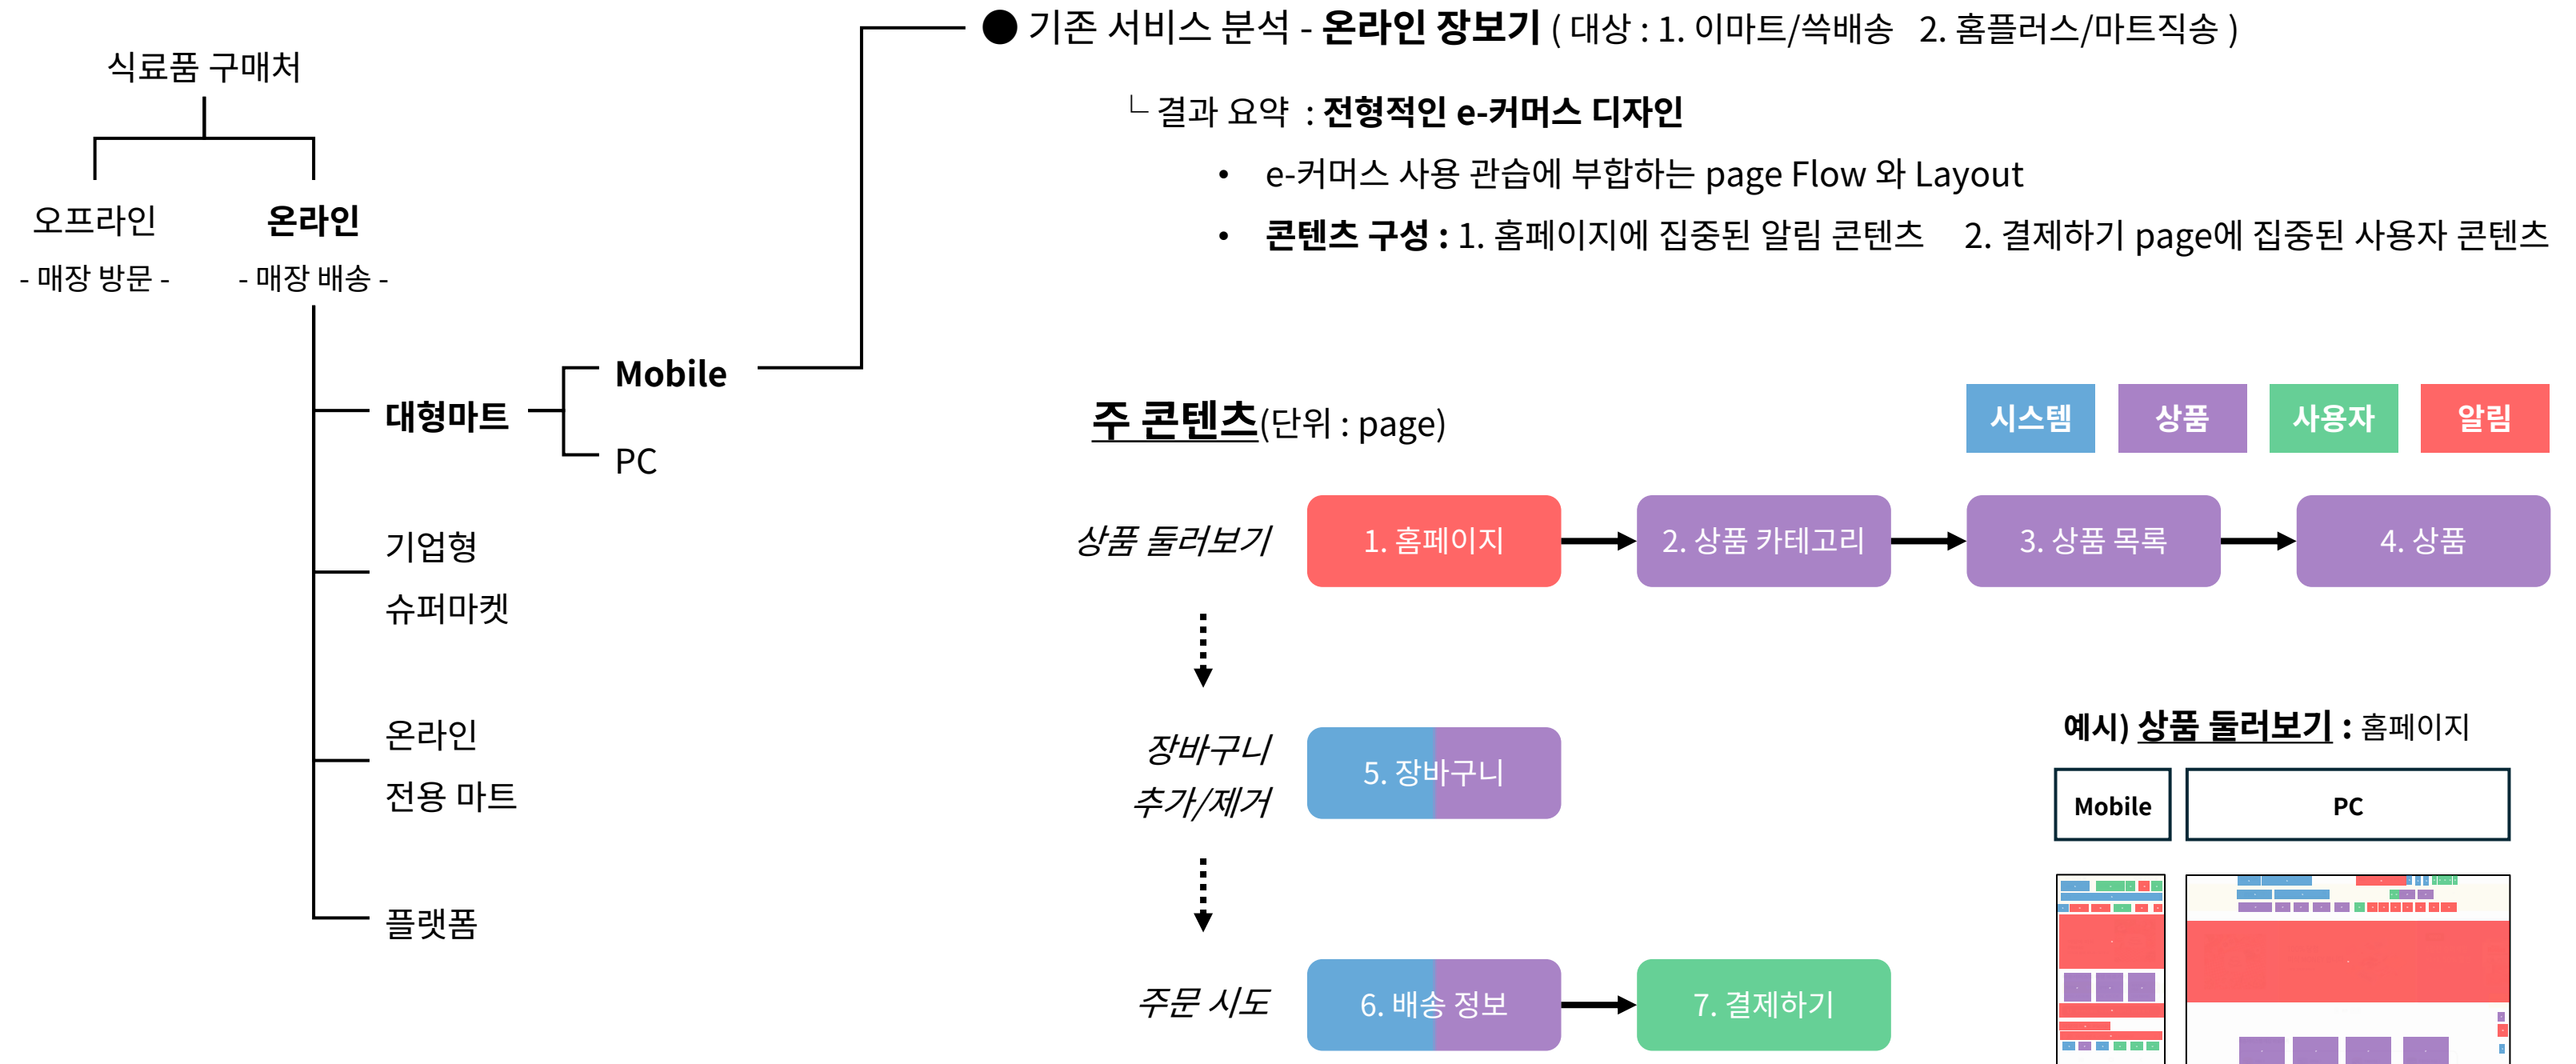 식료품 구매처
오프라인
- 매장 방문 -
온라인
- 매장 배송 -
대형마트
Mobile
PC
기업형
슈퍼마켓
온라인
전용 마트
플랫폼
● 기존 서비스 분석 - 온라인 장보기 ( 대상 : 1. 이마트/쓱배송 2. 홈플러스/마트직송 )
└ 결과 요약 : 전형적인 e-커머스 디자인
• e-커머스 사용 관습에 부합하는 page Flow 와 Layout
• 콘텐츠 구성 : 1. 홈페이지에 집중된 알림 콘텐츠 2. 결제하기 page에 집중된 사용자 콘텐츠
주 콘텐츠(단위 : page)
시스템
상품
사용자
알림
상품 둘러보기
1. 홈페이지
2. 상품 카테고리
3. 상품 목록
4. 상품
장바구니
추가/제거
5. 장바구니
주문 시도
6. 배송 정보
7. 결제하기
예시) 상품 둘러보기 : 홈페이지
Mobile
PC